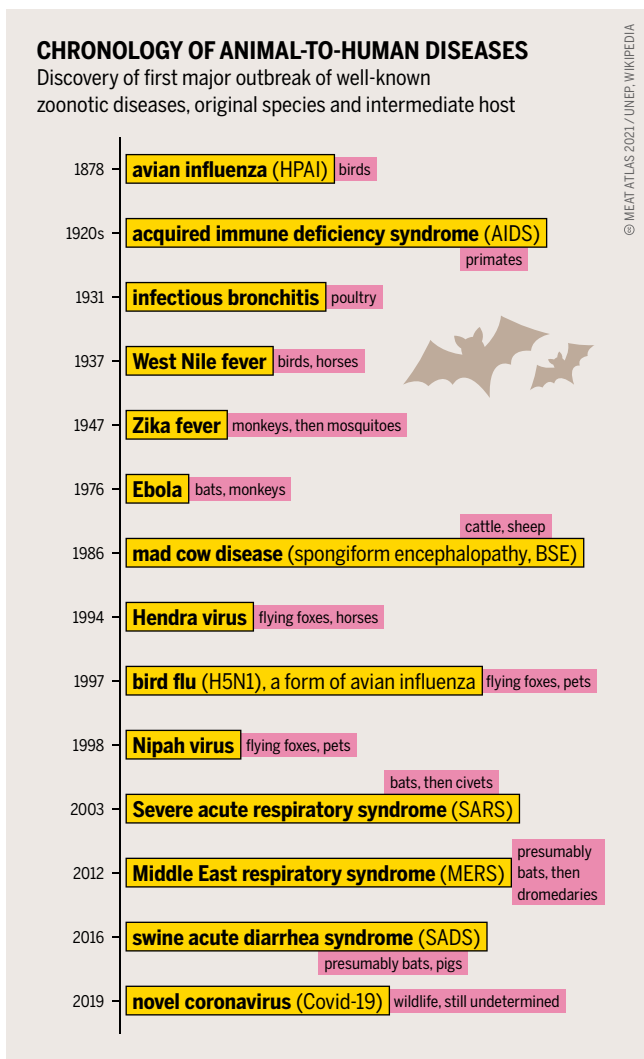 CHRONOLOGY OF ANIMAL-TO-HUMAN DISEASES
Discovery of first major outbreak of well-known
zoonotic diseases, original species and intermediate host
© MEAT ATLAS 2021 / UNEP, WIKIPEDIA
1878 avian influenza (HPAI) birds
1920s acquired immune deficiency syndrome (AIDS)
primates
1931 infectious bronchitis poultry
1937 West Nile fever birds, horses
1947 Zika fever monkeys, then mosquitoes
1976 Ebola bats, monkeys
cattle, sheep
1986 mad cow disease (spongiform encephalopathy, BSE)
1994 Hendra virus flying foxes, horses
1997 bird flu (H5N1), a form of avian influenza flying foxes, pets
1998 Nipah virus flying foxes, pets
bats, then civets
2003 Severe acute respiratory syndrome (SARS)
2012 Middle East respiratory syndrome (MERS)
presumably
bats, then
dromedaries
2016 swine acute diarrhea syndrome (SADS)
presumably bats, pigs
2019 novel coronavirus (Covid-19) wildlife, still undetermined